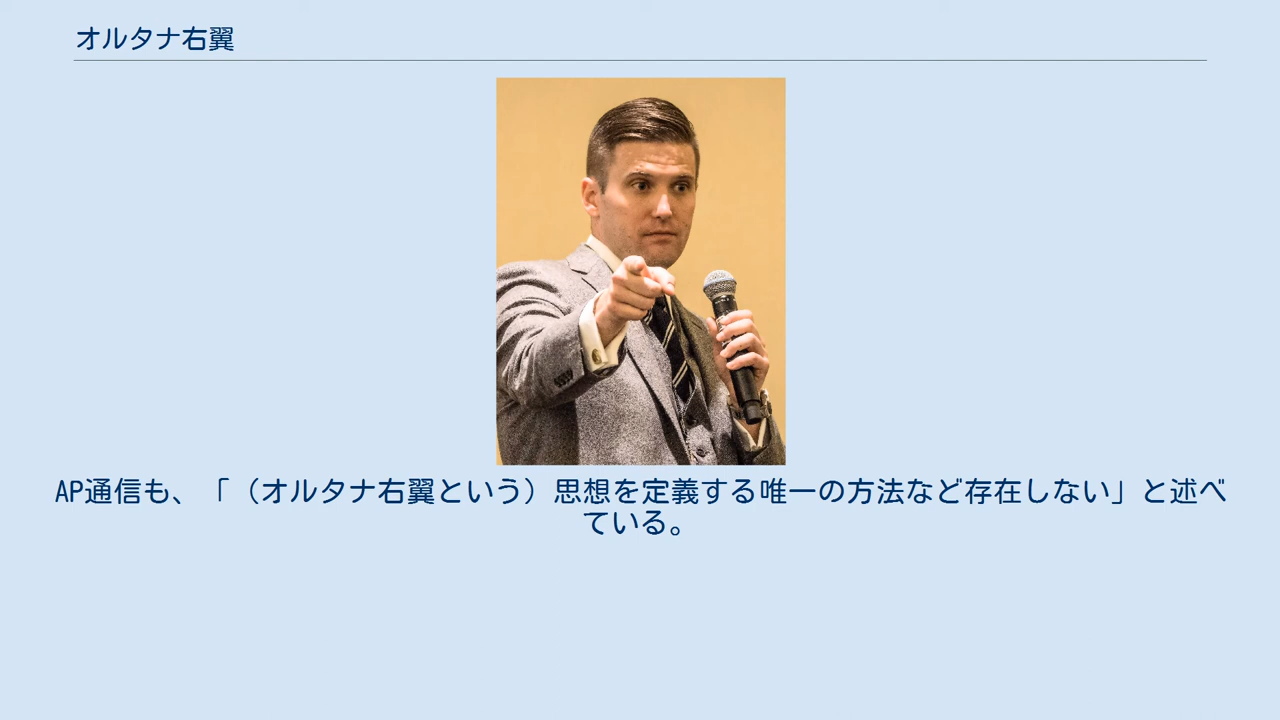 オルタナ右翼
AP通信も、「（オルタナ右翼という）思想を定義する唯一の方法など存在しない」と述べ
ている。